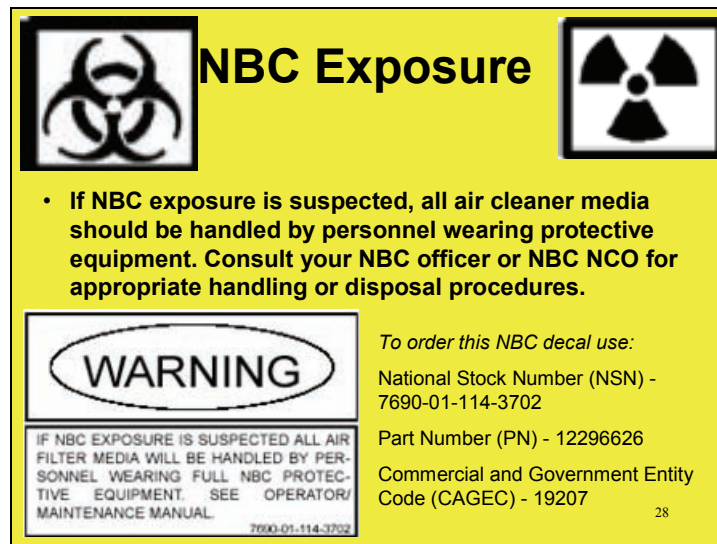 NBC Exposure
• If NBC exposure is suspected, all air cleaner media
should be handled by personnel wearing protective
equipment. Consult your NBC officer or NBC NCO for
appropriate handling or disposal procedures.
WARNING
IF NBC EXPOSURE IS SUSPECTED ALL AIR
FILTER MEDIA WILL BE HANDLED BY PER-
SONNEL WEARING FULL NBC PROTEC-
TIVE EQUIPMENT. SEE OPERATOR/
MAINTENANCE MANUAL.
7690-01-114-3702
To order this NBC decal use:
National Stock Number (NSN) -
7690-01-114-3702
Part Number (PN) - 12296626
Commercial and Government Entity
Code (CAGEC) - 19207
28